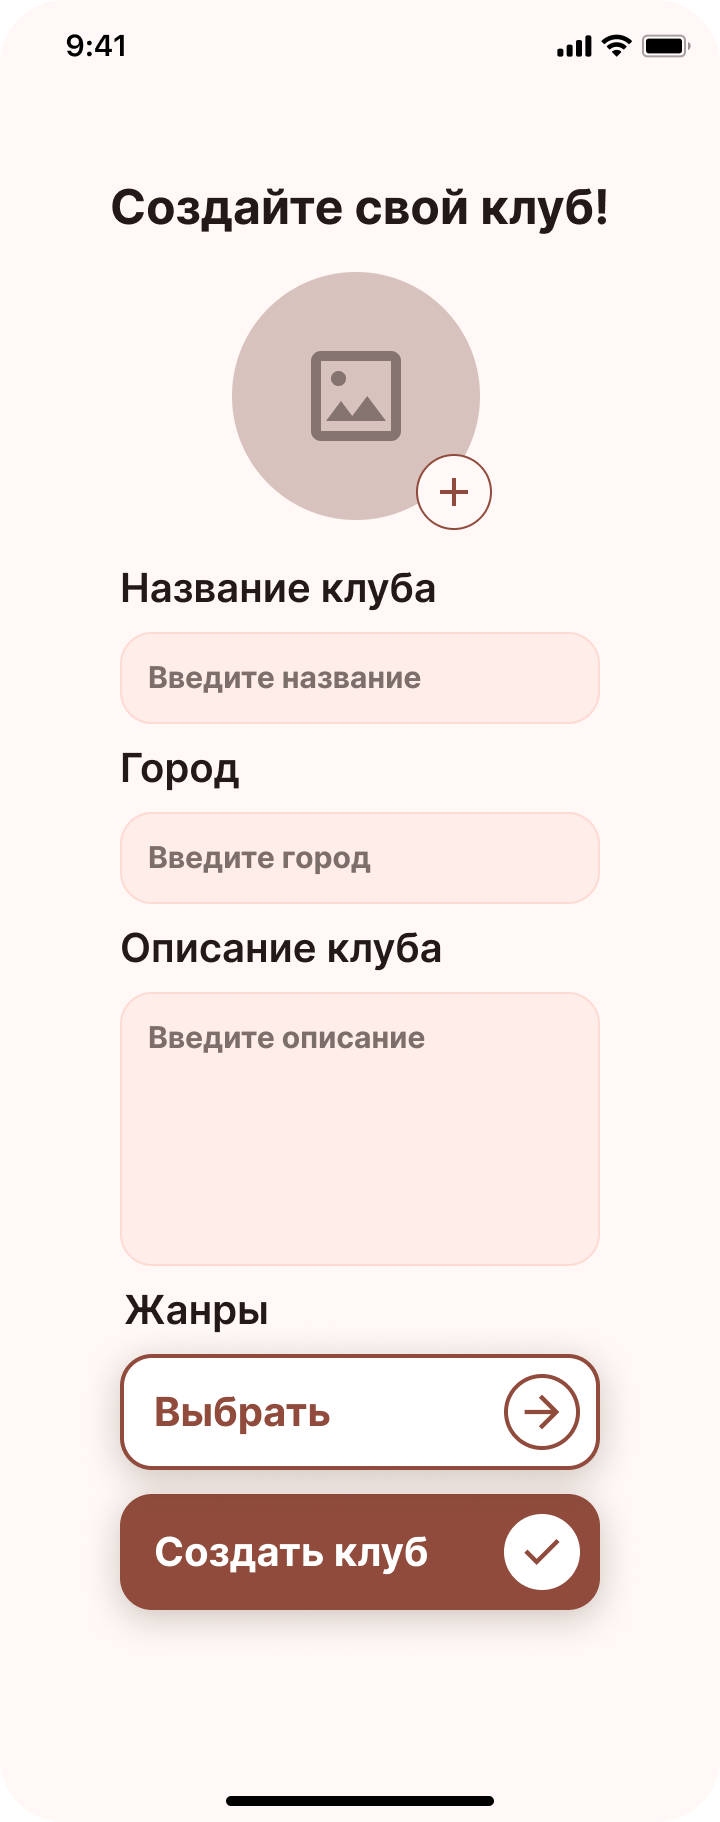 9:41
Создайте свой клуб!
Название клуба
Введите название
Город
Введите город
Описание клуба
Введите описание
Жанры
Выбрать
Создать клуб